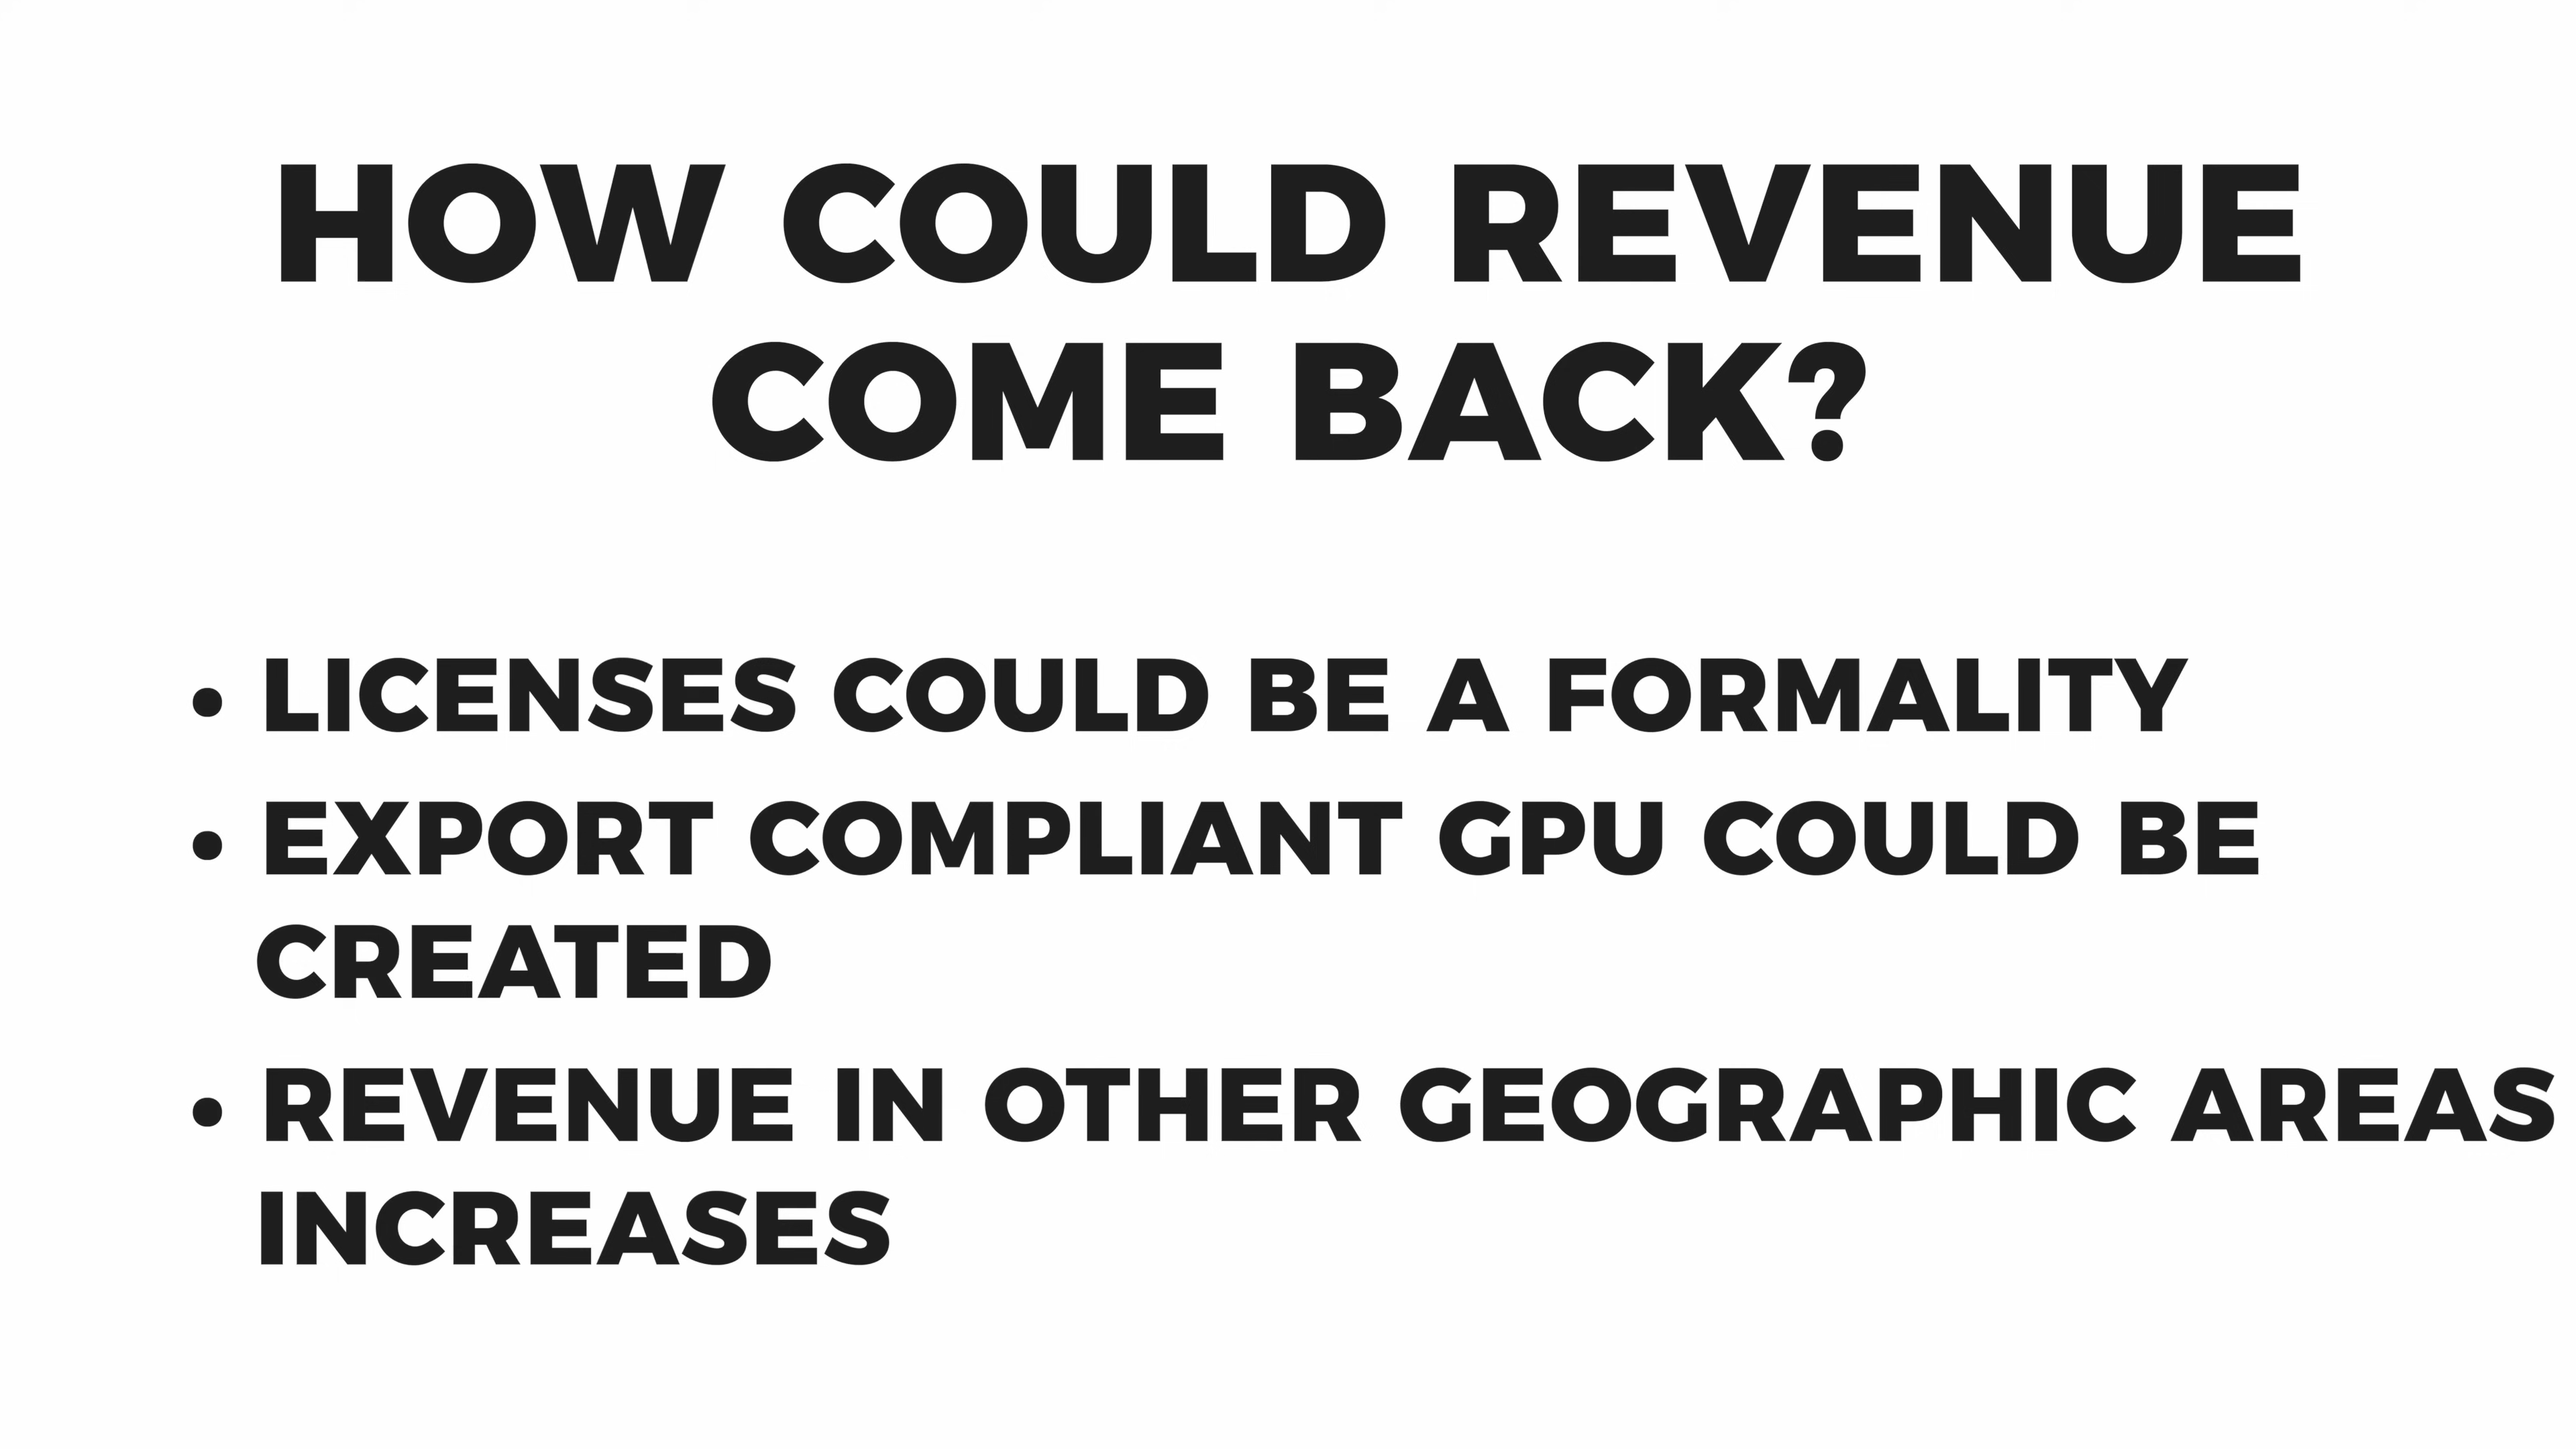 HOW COULD REVENUE
COME BACK?
• LICENSES COULD BE A FORMALITY
• EXPORT COMPLIANT GPU COULD BE
CREATED
• REVENUE IN OTHER GEOGRAPHIC AREAS
INCREASES